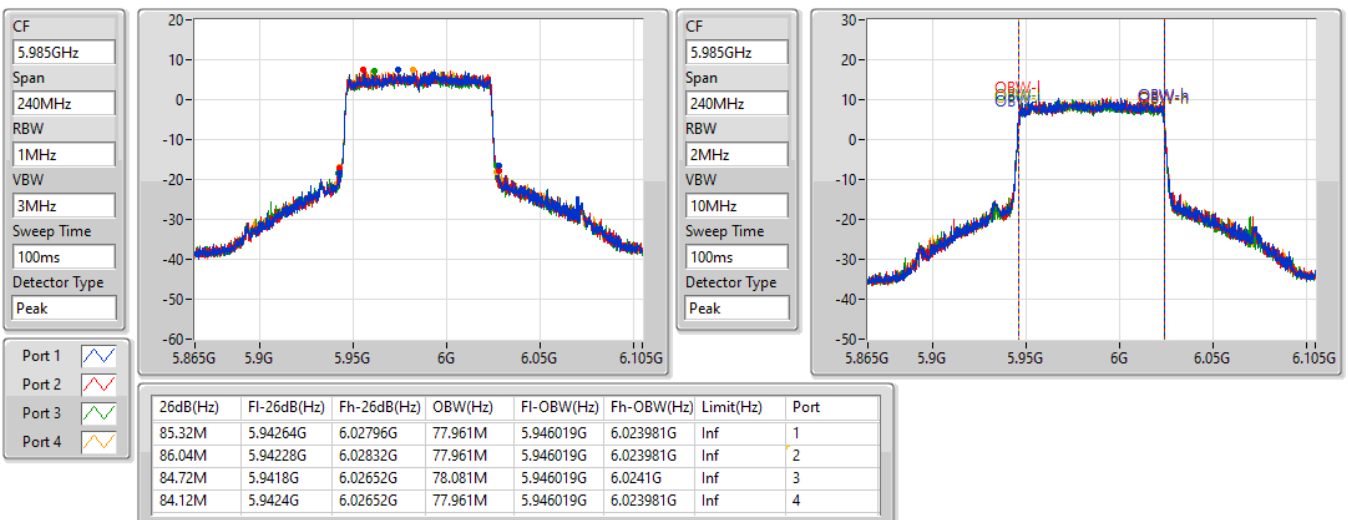 CF
5.985GHz
Span
240MHz
RBW
1MHz
VBW
3MHz
Sweep Time
100ms
Detector Type
Peak
20
10
0
-10
-20
-30
-40
-50
-60
5.865G 5.9G 5.95G 6G 6.05G 6.105G
CF
5.985GHz
Span
240MHz
RBW
2MHz
VBW
10MHz
Sweep Time
100ms
Detector Type
Peak
30
20
10
0
-10
-20
-30
-40
-50
OBW-l
OBW-h
5.865G 5.9G 5.95G 6G 6.05G 6.105G
Port 1
Port 2
Port 3
Port 4
26dB(Hz) Fl-26dB(Hz) Fh-26dB(Hz) OBW(Hz) Fl-OBW(Hz) Fh-OBW(Hz) Limit(Hz) Port
85.32M 5.94264G 6.02796G 77.961M 5.946019G 6.023981G Inf 1
86.04M 5.94228G 6.02832G 77.961M 5.946019G 6.023981G Inf 2
84.72M 5.9418G 6.02652G 78.081M 5.946019G 6.0241G Inf 3
84.12M 5.9424G 6.02652G 77.961M 5.946019G 6.023981G Inf 4